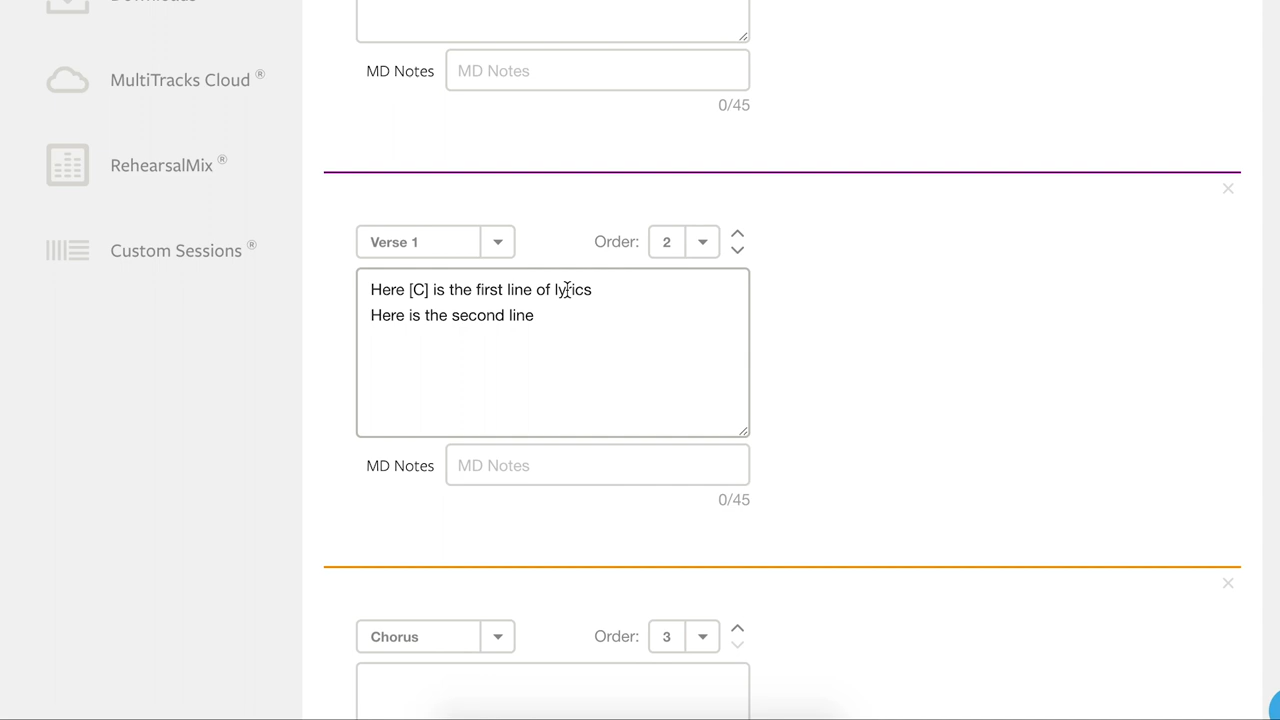 Downloads
MultiTracks Cloud ®
RehearsalMix ®
Custom Sessions ®
MD Notes MD Notes
0/45
×
Verse 1 Order: 2
Here [C] is the first line of lyrics
Here is the second line
MD Notes MD Notes
0/45
×
Chorus Order: 3